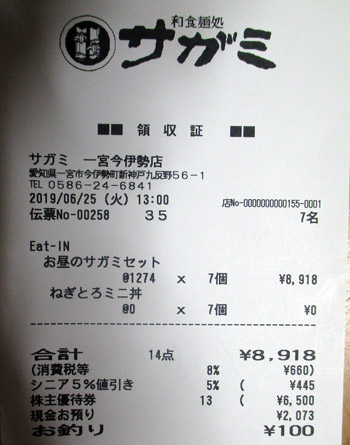 和食麺処
サガミ
■■ 領収証 ■■
サガミ 一宮今伊勢店
愛知県一宮市今伊勢町新神戸九反野56-1
TEL 0586-24-6841
2019/06/25 (火) 13:00 店No-0000000000155-0001
伝票No-00258 35 7名
Eat-IN
お昼のサガミセット
@1274 x 7個 ¥8,918
ねぎとろミニ丼
@0 x 7個 ¥0
合計 14点 ¥8,918
(消費税等 8% ¥660)
シニア5%値引き 5% ( ¥445
株主優待券 13 ( ¥6,500
現金お預り ¥2,073
お釣り ¥100